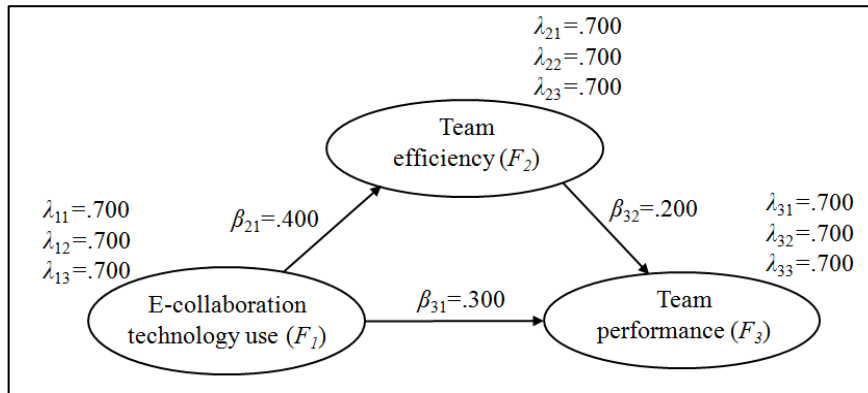 λ₂₁=.700
λ₂₂=.700
λ₂₃=.700
Team
efficiency (F₂)
λ₁₁=.700
λ₁₂=.700
λ₁₃=.700
β₂₁=.400
β₃₂=.200
λ₃₁=.700
λ₃₂=.700
λ₃₃=.700
E-collaboration
technology use (F₁)
β₃₁=.300
Team
performance (F₃)